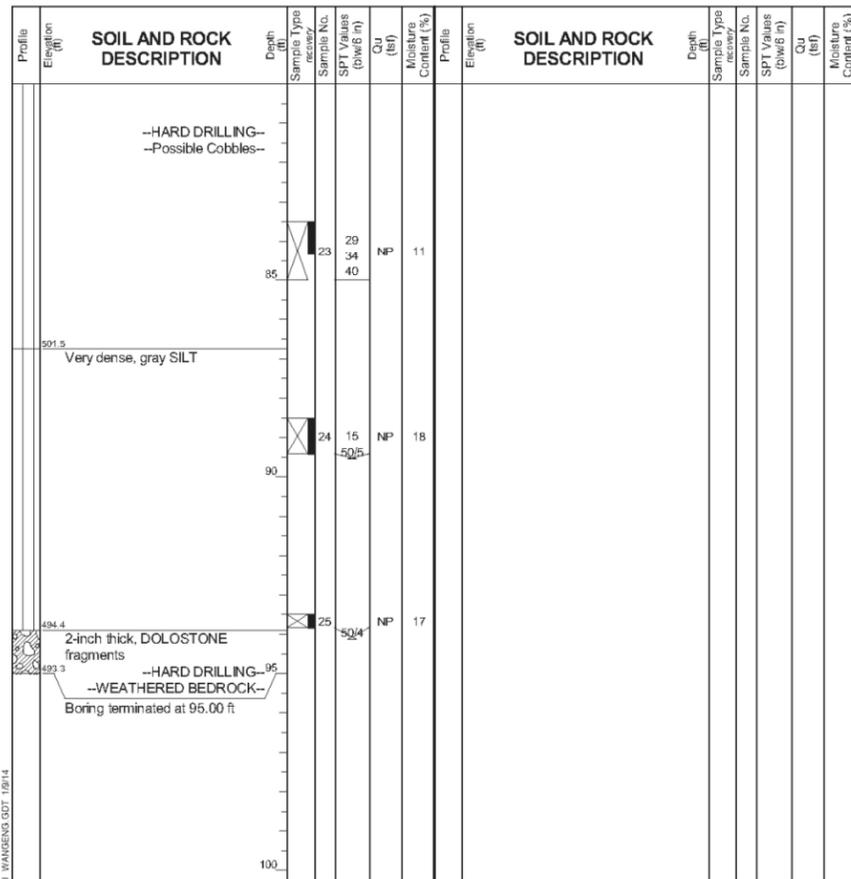 Profile
Elevation
(ft)
SOIL AND ROCK
DESCRIPTION
Depth
(ft)
Sample Type
recovery
Sample No.
SPT Values
(blw/6 in)
Qu
(tsf)
Moisture
Content (%)
Profile
Elevation
(ft)
SOIL AND ROCK
DESCRIPTION
Depth
(ft)
Sample Type
recovery
Sample No.
SPT Values
(blw/6 in)
Qu
(tsf)
Moisture
Content (%)
--HARD DRILLING--
--Possible Cobbles--
29
23 34 NP 11
40
85
501.5
Very dense, gray SILT
24 15 NP 18
50/5
90
25 NP 17
50/4
494.4
2-inch thick, DOLOSTONE
fragments
493.3 --HARD DRILLING-- 95
--WEATHERED BEDROCK--
Boring terminated at 95.00 ft
100
WANGENG.GDT 1/9/14